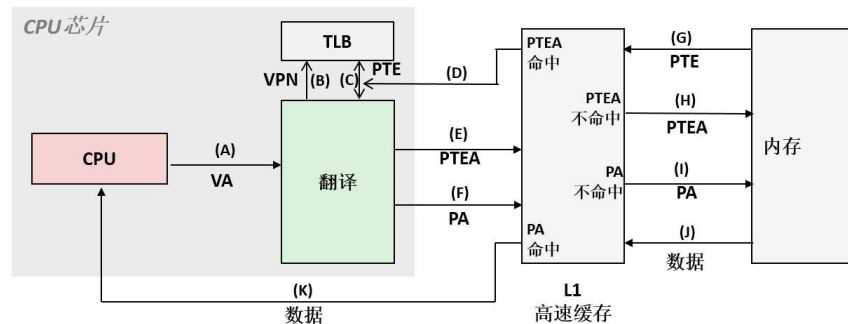 CPU芯片
TLB
VPN
(B)
(C)
PTE
(D)
PTEA
命中
(G)
PTE
PTEA
不命中
(H)
PTEA
CPU
(A)
VA
翻译
(E)
PTEA
(F)
PA
PA
不命中
(I)
PA
内存
PA
命中
(J)
数据
(K)
数据
L1
高速缓存